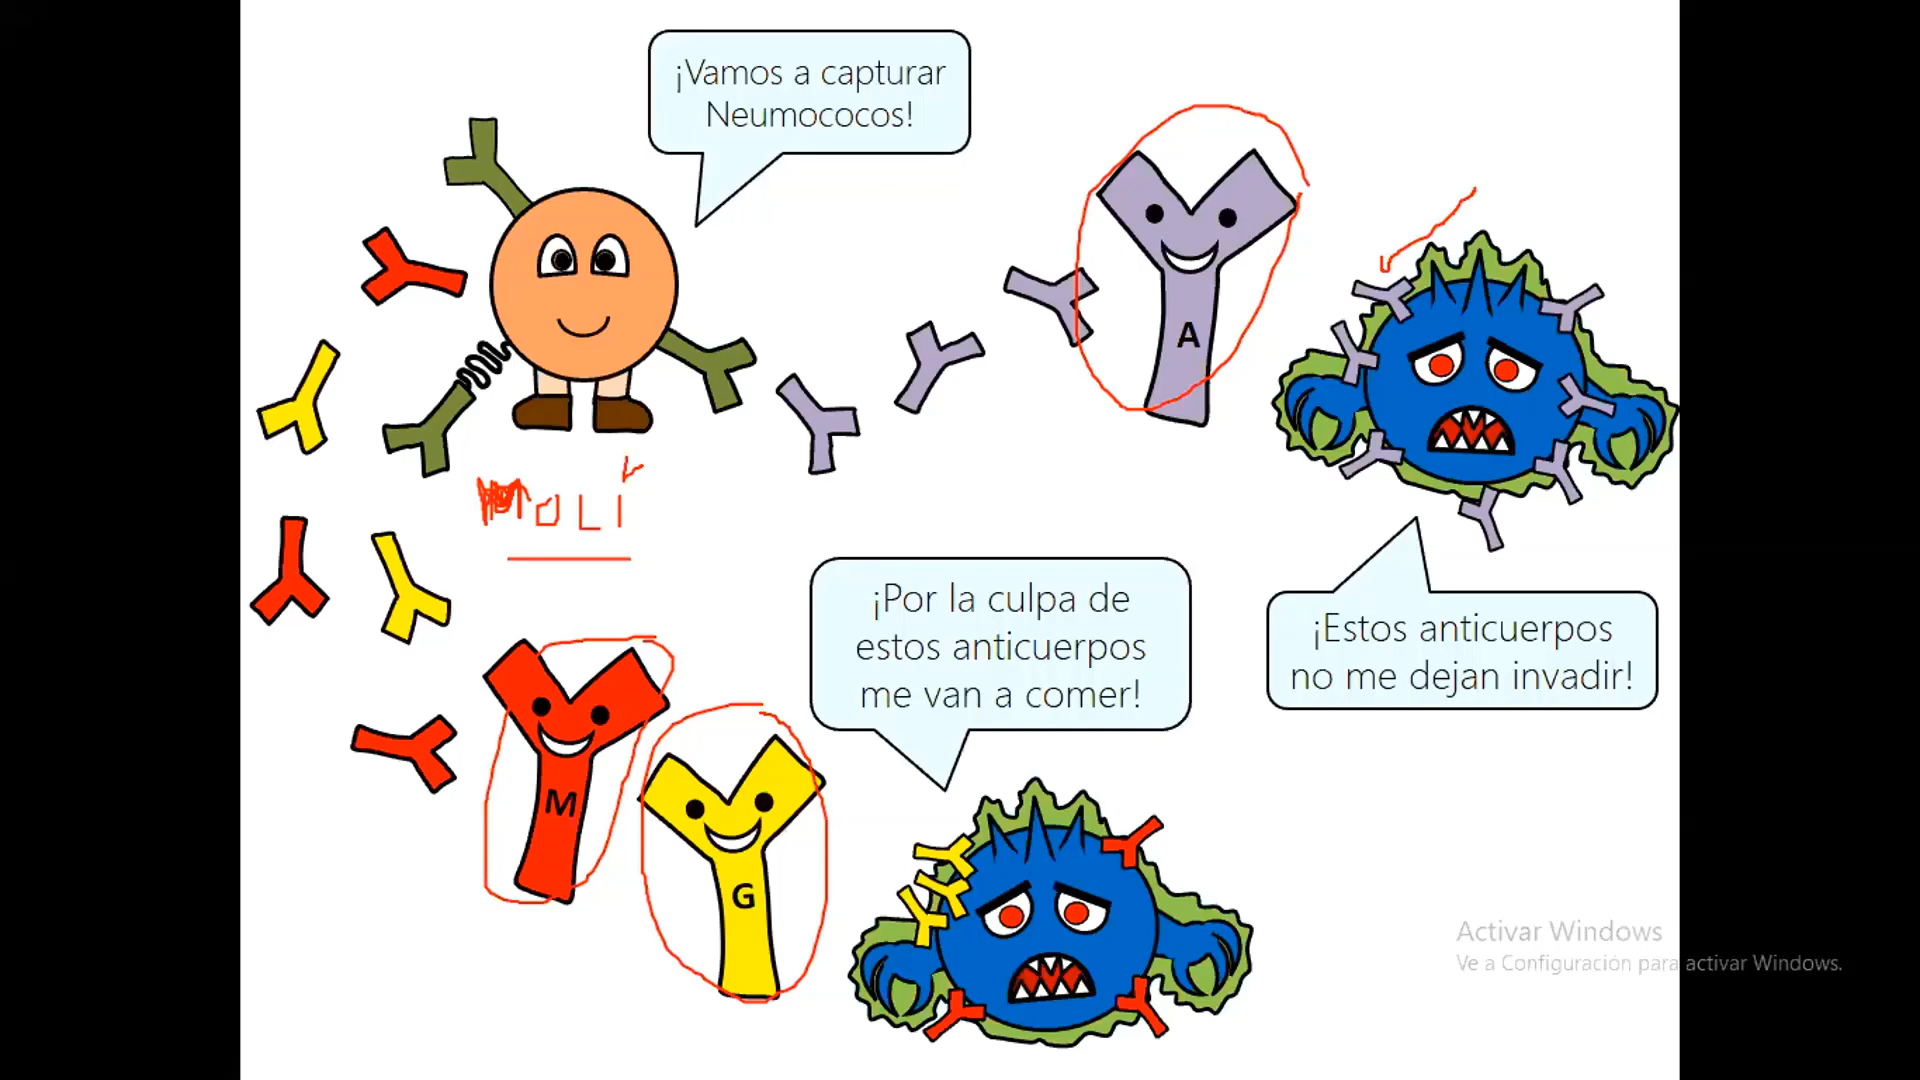 ¡Vamos a capturar
Neumococos!
A
¡Por la culpa de
estos anticuerpos
me van a comer!
¡Estos anticuerpos
no me dejan invadir!
M
G
Activar Windows
Ve a Configuración para activar Windows.